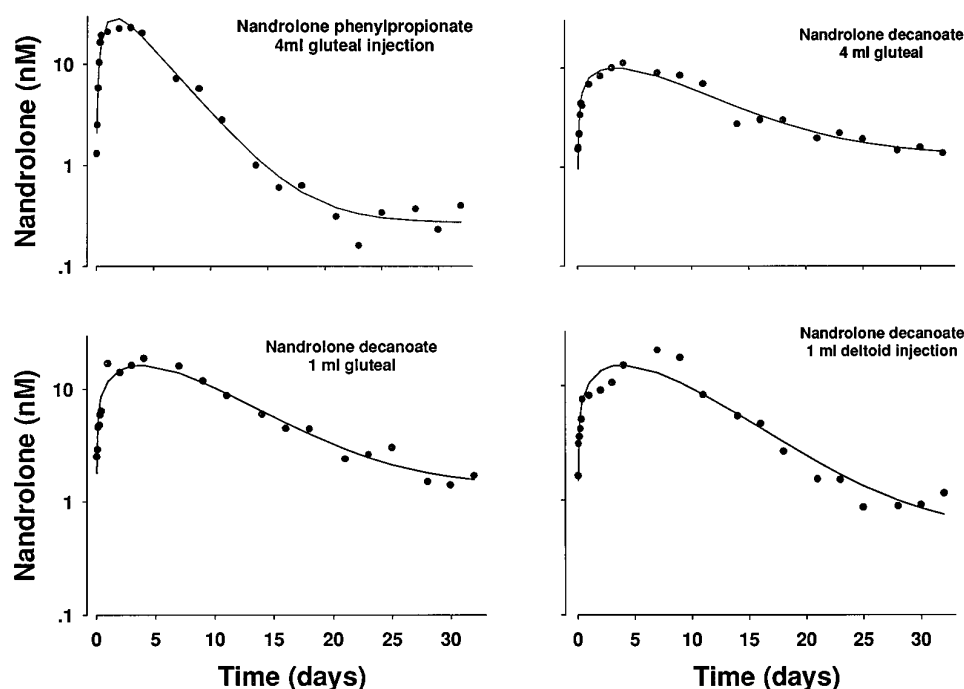 Nandrolone phenylpropionate
4ml gluteal injection
Nandrolone decanoate
4 ml gluteal
Nandrolone (nM)
10
1
.1
Nandrolone decanoate
1 ml gluteal
Nandrolone decanoate
1 ml deltoid injection
Nandrolone (nM)
10
1
.1
0 5 10 15 20 25 30
0 5 10 15 20 25 30
Time (days)
Time (days)